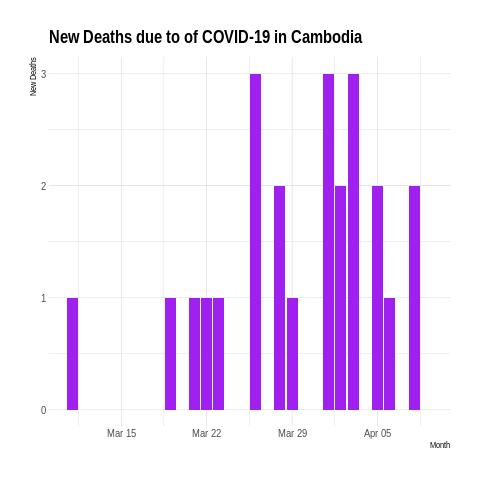 New Deaths due to of COVID-19 in Cambodia
New Deaths
3
2
1
0
Mar 15 Mar 22 Mar 29 Apr 05
Month